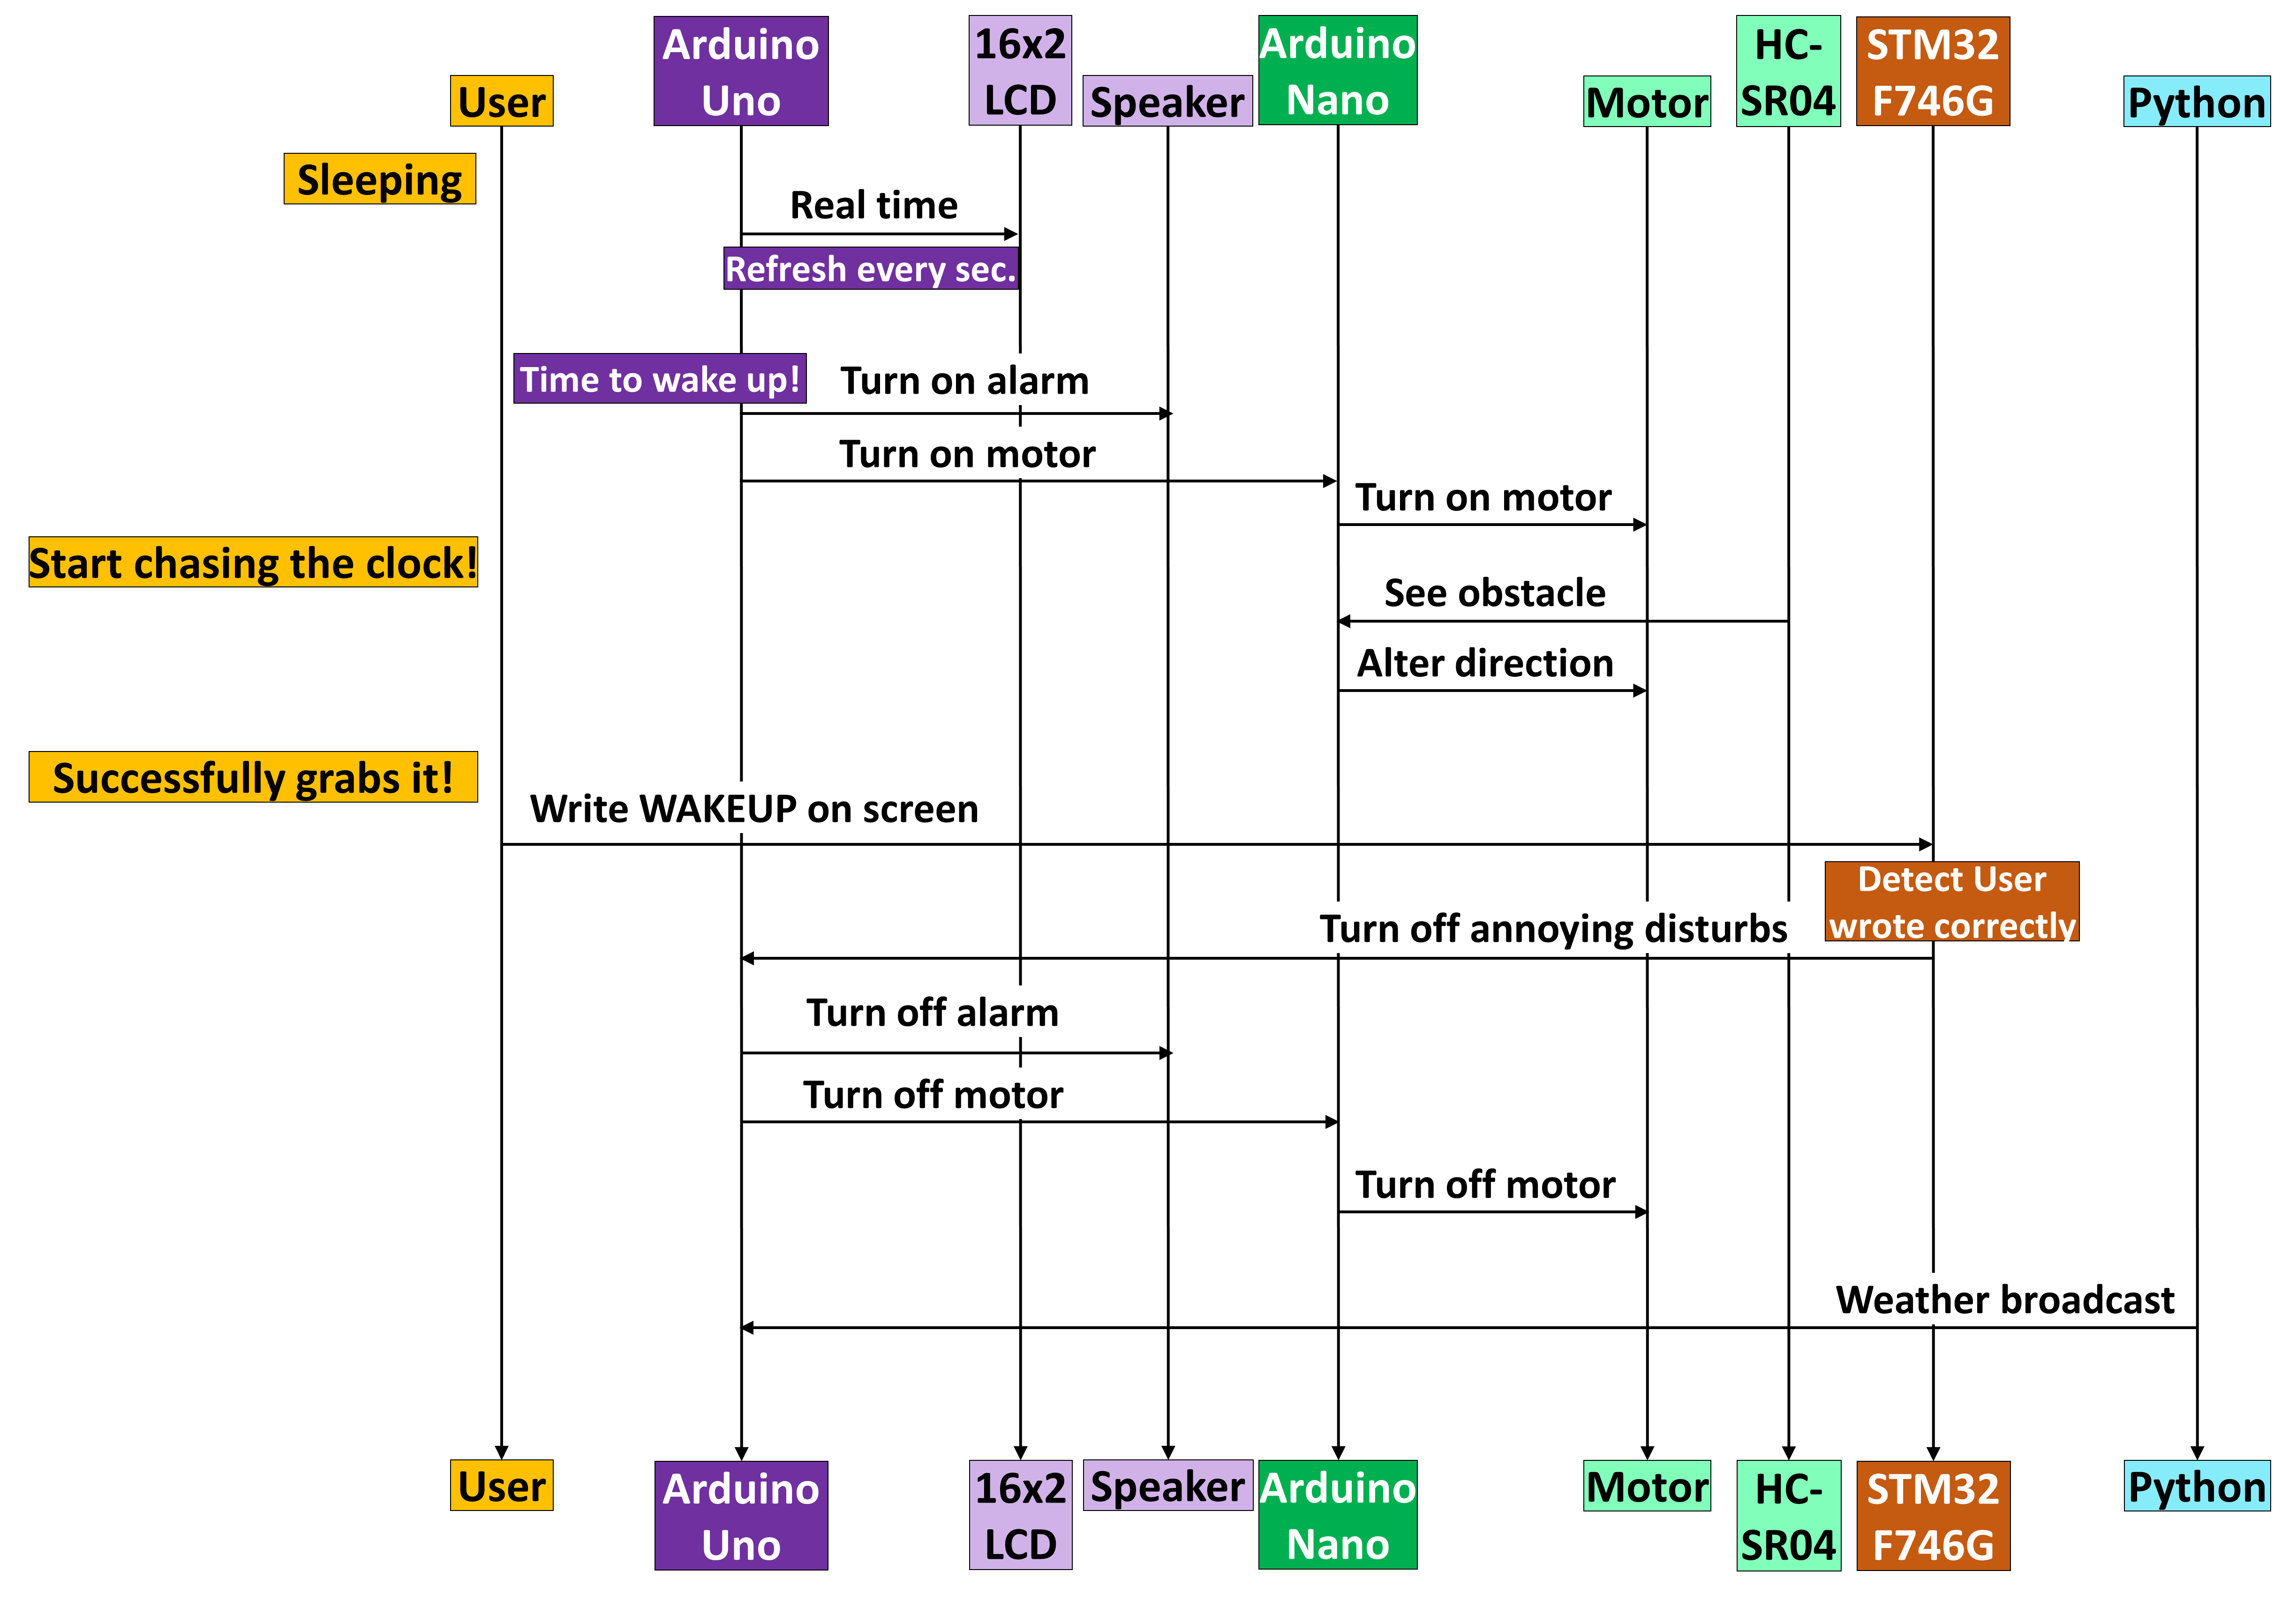 User
Arduino
Uno
16x2
LCD
Speaker
Arduino
Nano
Motor
HC-
SR04
STM32
F746G
Python
Sleeping
Real time
Refresh every sec.
Time to wake up!
Turn on alarm
Turn on motor
Turn on motor
Start chasing the clock!
See obstacle
Alter direction
Successfully grabs it!
Write WAKEUP on screen
Detect User
wrote correctly
Turn off annoying disturbs
Turn off alarm
Turn off motor
Turn off motor
Weather broadcast
User
Arduino
Uno
16x2
LCD
Speaker
Arduino
Nano
Motor
HC-
SR04
STM32
F746G
Python